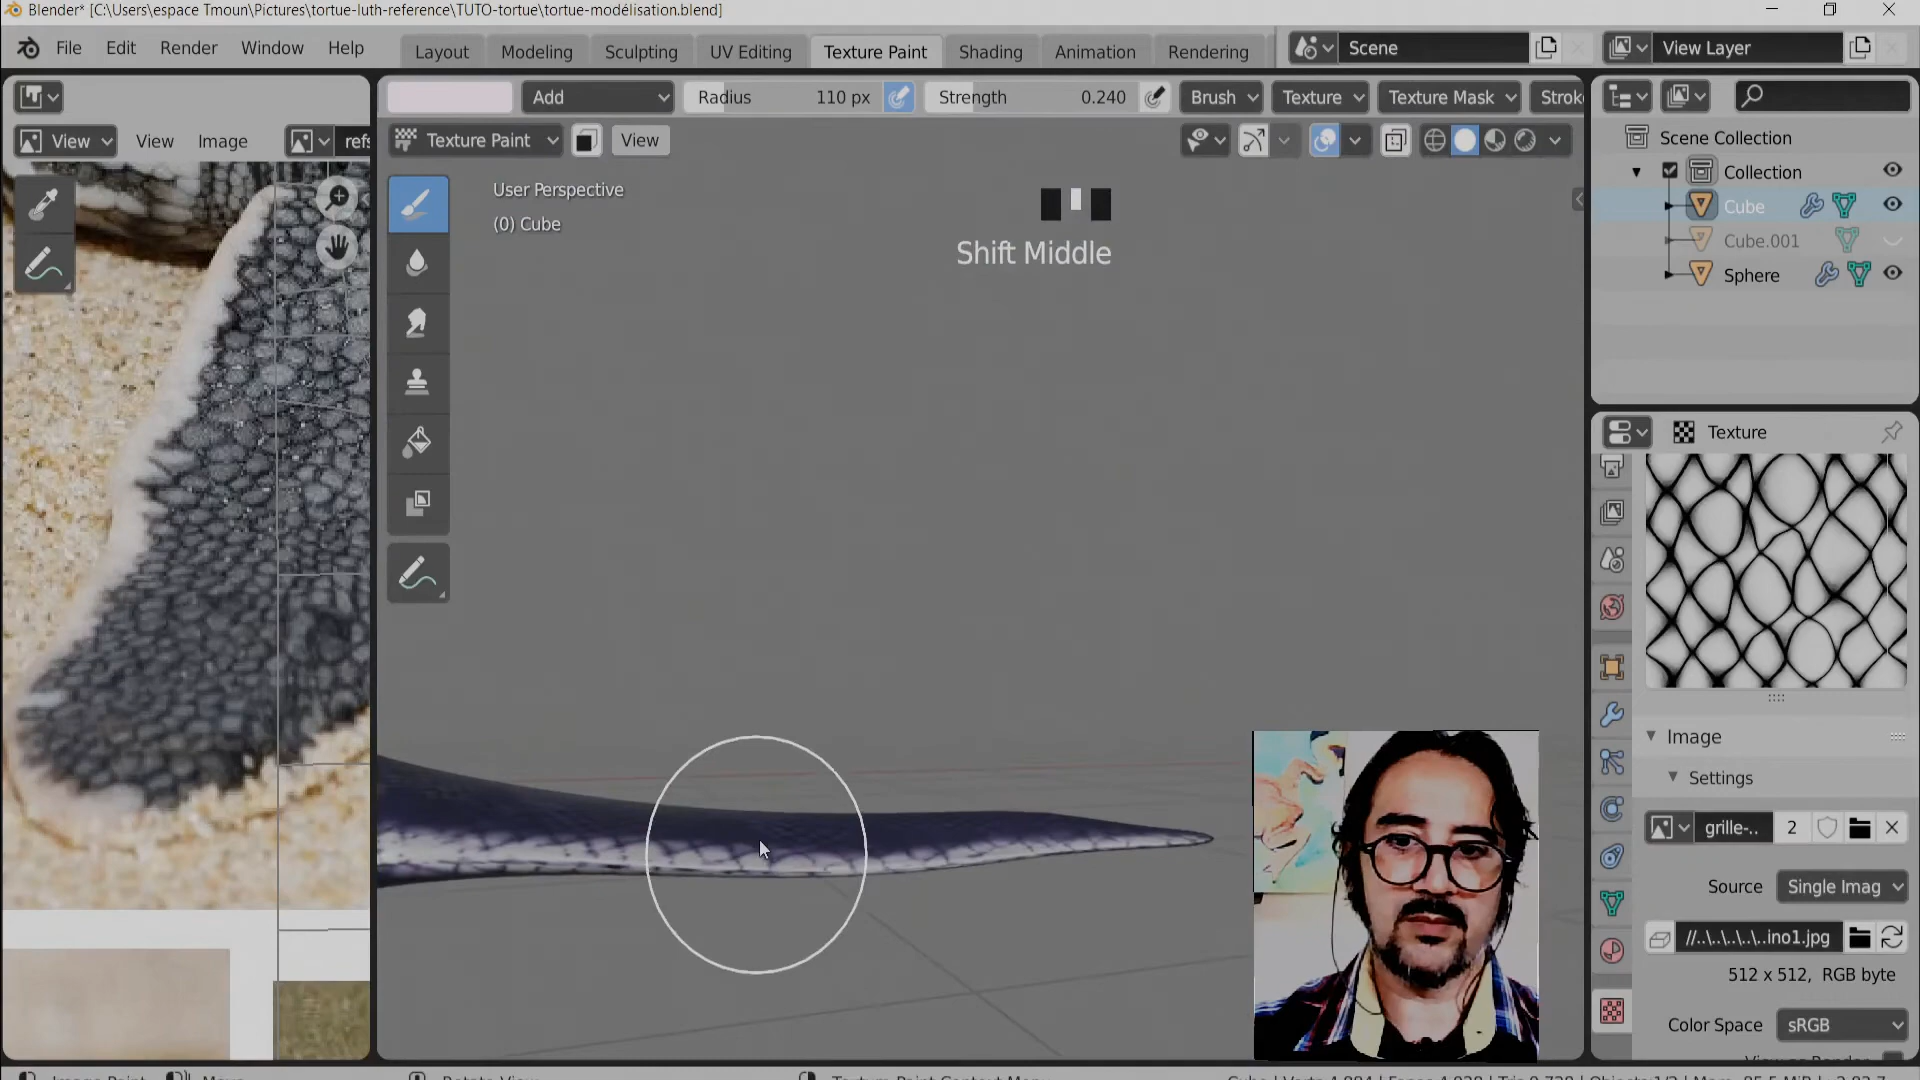 Blender* [C:\Users\espace Tmoun\Pictures\tortue-luth-reference\TUTO-tortue\tortue-modélisation.blend]
File Edit Render Window Help
Layout Modeling Sculpting UV Editing Texture Paint Shading Animation Rendering
Scene
View Layer
Add
Radius 110 px
Strength 0.240
Brush Texture Texture Mask Strok
View View Image refs
Texture Paint View
User Perspective
(0) Cube
Shift Middle
Scene Collection
Collection
Cube
Cube.001
Sphere
Texture
Image
Settings
grille-.. 2
Source Single Imag
//..\..\..\..\..ino1.jpg
512 x 512, RGB byte
Color Space sRGB